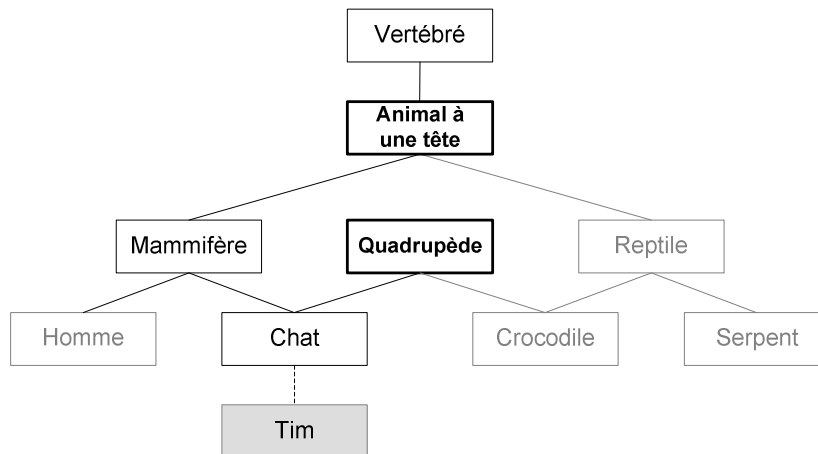 Vertébré
Animal à
une tête
Mammifère
Quadrupède
Reptile
Homme
Chat
Crocodile
Serpent
Tim